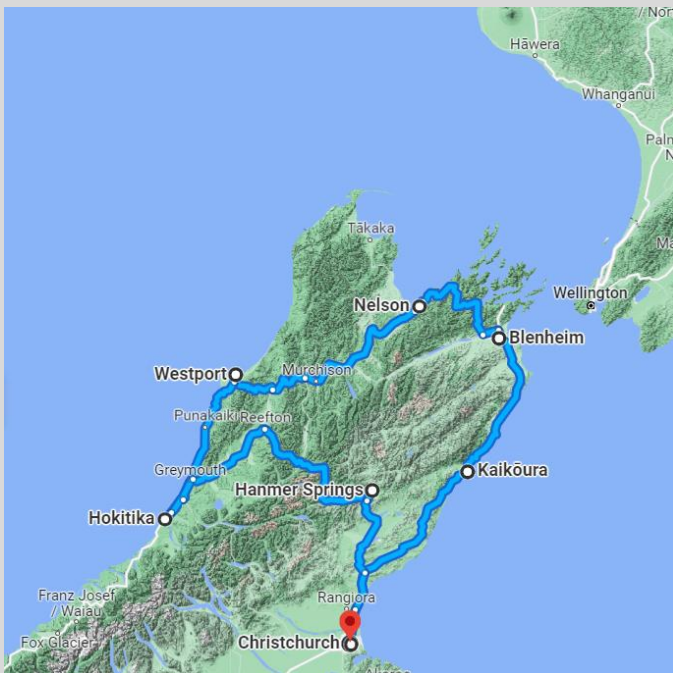 / Nor
Hāwera
Whanganui
Palm
N
Tākaka
Ma
Wellington
Nelson
Blenheim
Westport
Murchison
Punakaiki
Reefton
Greymouth
Kaikōura
Hanmer Springs
Hokitika
Franz Josef
/ Waiau
Rangiora
Fox Glacier
Christchurch